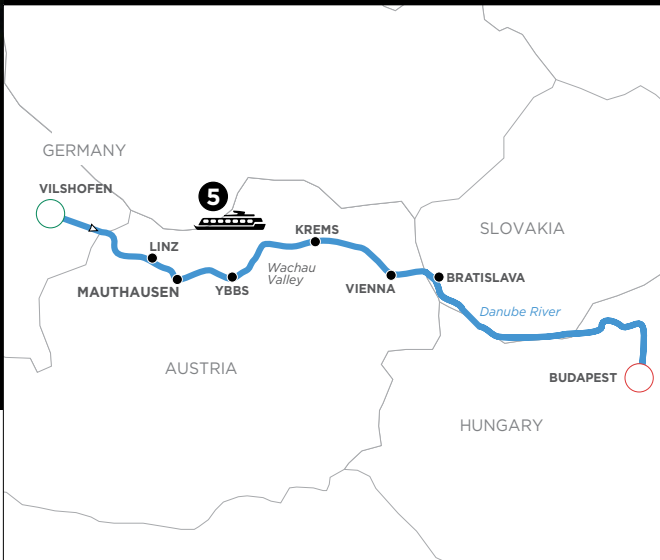 GERMANY
VILSHOFEN
5
LINZ
MAUTHAUSEN
YBBS
KREMS
Wachau
Valley
VIENNA
SLOVAKIA
BRATISLAVA
Danube River
AUSTRIA
BUDAPEST
HUNGARY